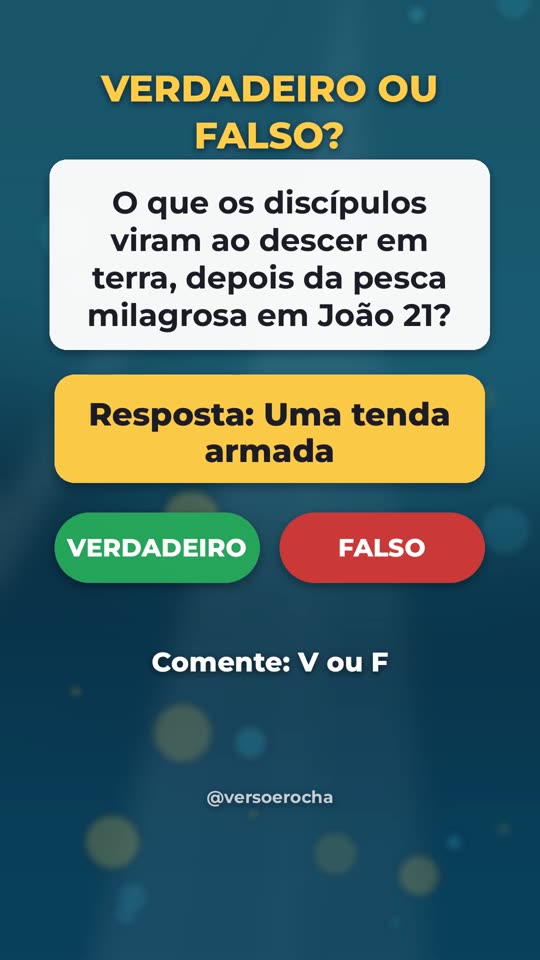 VERDADEIRO OU
FALSO?
O que os discípulos
viram ao descer em
terra, depois da pesca
milagrosa em João 21?
Resposta: Uma tenda
armada
VERDADEIRO
FALSO
Comente: V ou F
@versoerocha